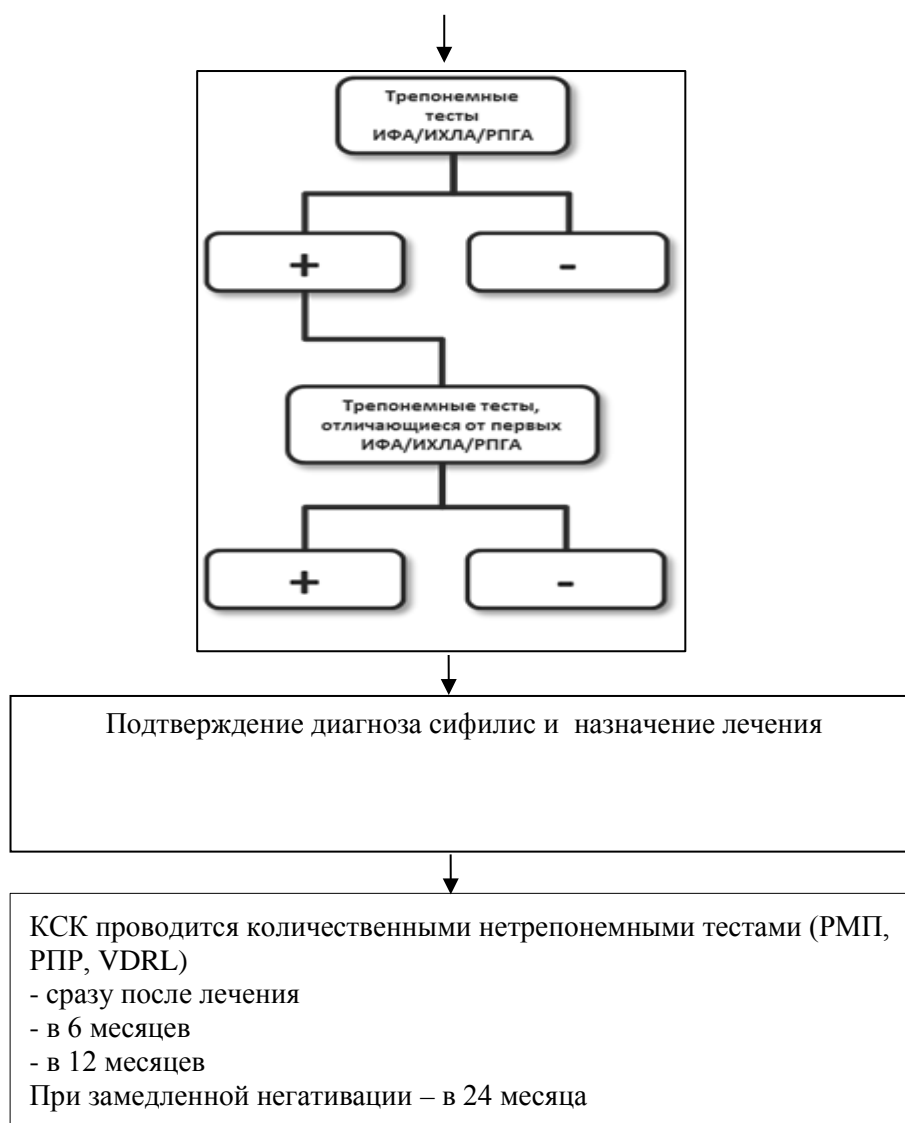 Трепонемные
тесты
ИФА/ИХЛА/РПГА
+
-
Трепонемные тесты,
отличающиеся от первых
ИФА/ИХЛА/РПГА
+
-
Подтверждение диагноза сифилис и назначение лечения
КСК проводится количественными нетрепонемными тестами (РМП,
РПР, VDRL)
- сразу после лечения
- в 6 месяцев
- в 12 месяцев
При замедленной негативации – в 24 месяца